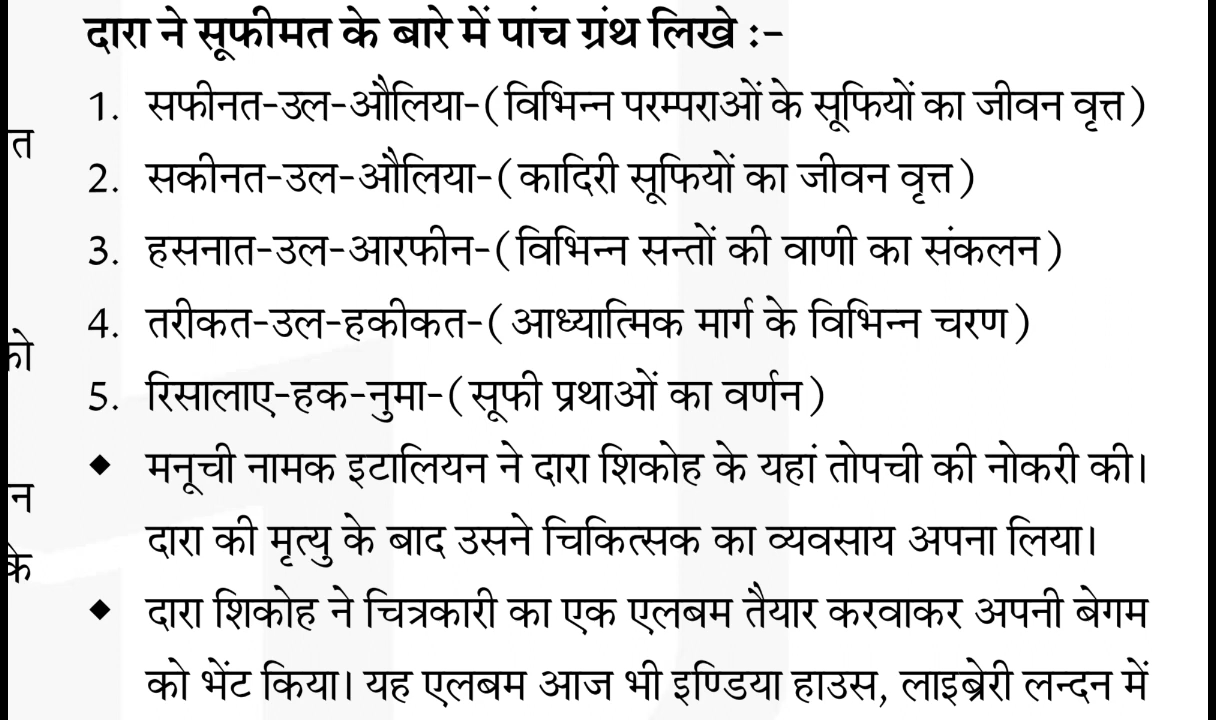 दारा ने सूफीमत के बारे में पांच ग्रंथ लिखे :–
1. सफीनत-उल-औलिया-(विभिन्न परम्पराओं के सूफियों का जीवन वृत्त)
त
2. सकीनत-उल-औलिया-(कादिरी सूफियों का जीवन वृत्त)
3. हसनात-उल-आरफीन-(विभिन्न सन्तों की वाणी का संकलन)
4. तरीकत-उल-हकीकत-(आध्यात्मिक मार्ग के विभिन्न चरण)
को
5. रिसालाए-हक-नुमा-(सूफी प्रथाओं का वर्णन)
◆ मनूची नामक इटालियन ने दारा शिकोह के यहां तोपची की नोकरी की।
न
दारा की मृत्यु के बाद उसने चिकित्सक का व्यवसाय अपना लिया।
के
◆ दारा शिकोह ने चित्रकारी का एक एलबम तैयार करवाकर अपनी बेगम
को भेंट किया। यह एलबम आज भी इण्डिया हाउस, लाइब्रेरी लन्दन में